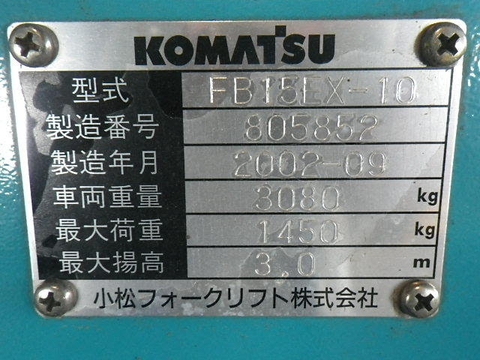 KOMATSU
型式 FB15EX-10
製造番号 805852
製造年月 2002-09
車両重量 3080 kg
最大荷重 1450 kg
最大揚高 3.0 m
小松フォークリフト株式会社